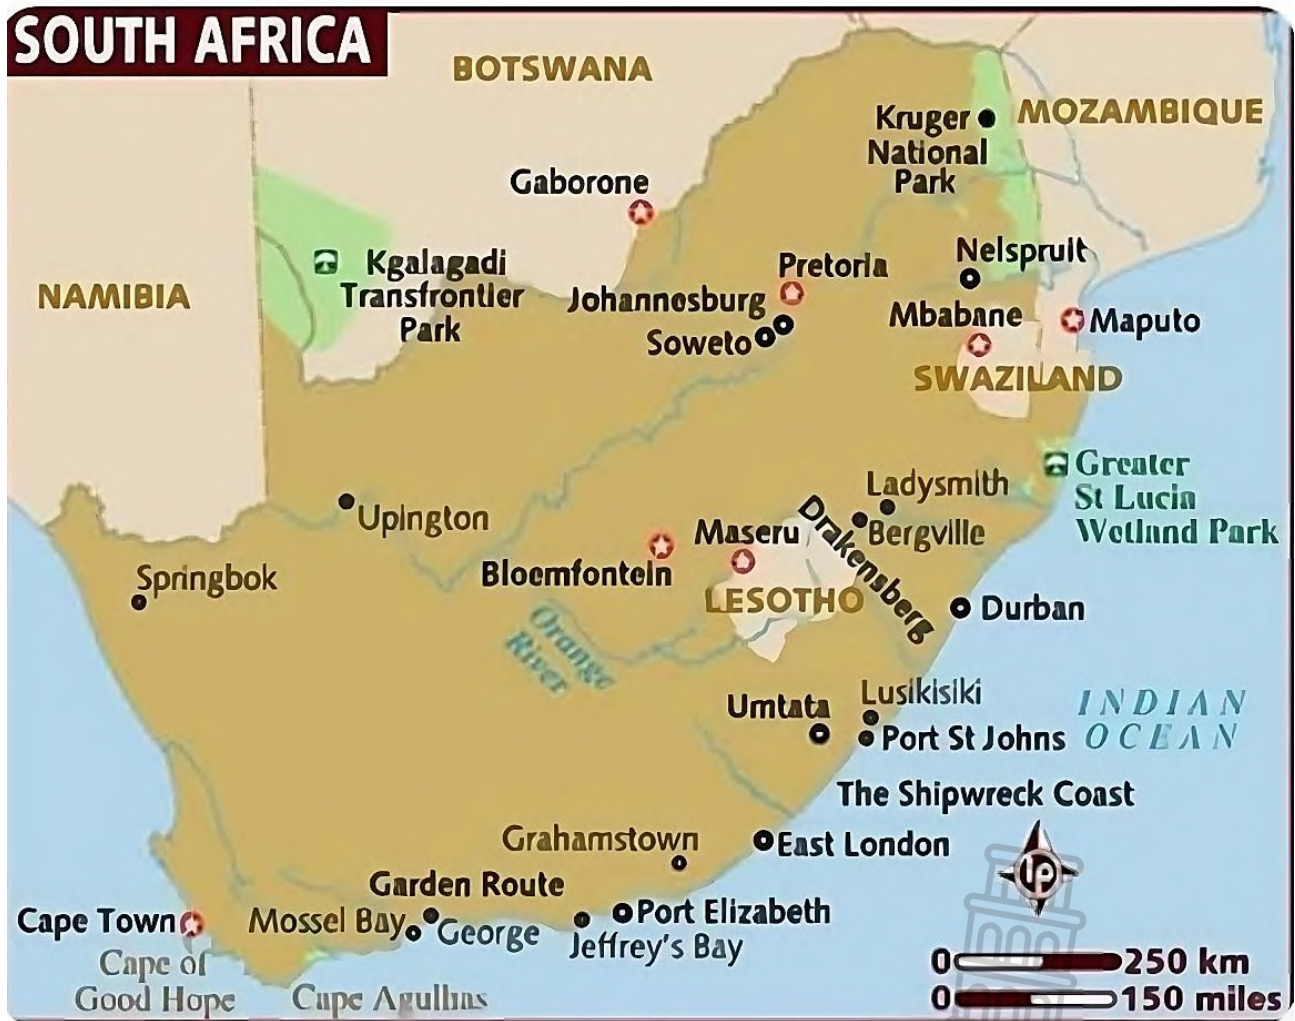 SOUTH AFRICA
BOTSWANA
MOZAMBIQUE
Kruger
National
Park
Gaborone
Kgalagadi
Transfrontier
Park
NAMIBIA
Nelspruit
Pretoria
Johannesburg
Soweto
Mbabane
Maputo
SWAZILAND
Greater
St Lucia
Wetland Park
Ladysmith
Bergville
Drakensberg
Upington
Maseru
Bloemfontein
LESOTHO
Springbok
Durban
Orange
River
Umtata
Lusikisiki
Port St Johns
INDIAN
OCEAN
The Shipwreck Coast
Grahamstown
East London
Garden Route
Cape Town
Mossel Bay
George
Port Elizabeth
Jeffrey's Bay
Cape of
Good Hope
Cape Agullhas
lp
0 250 km
0 150 miles